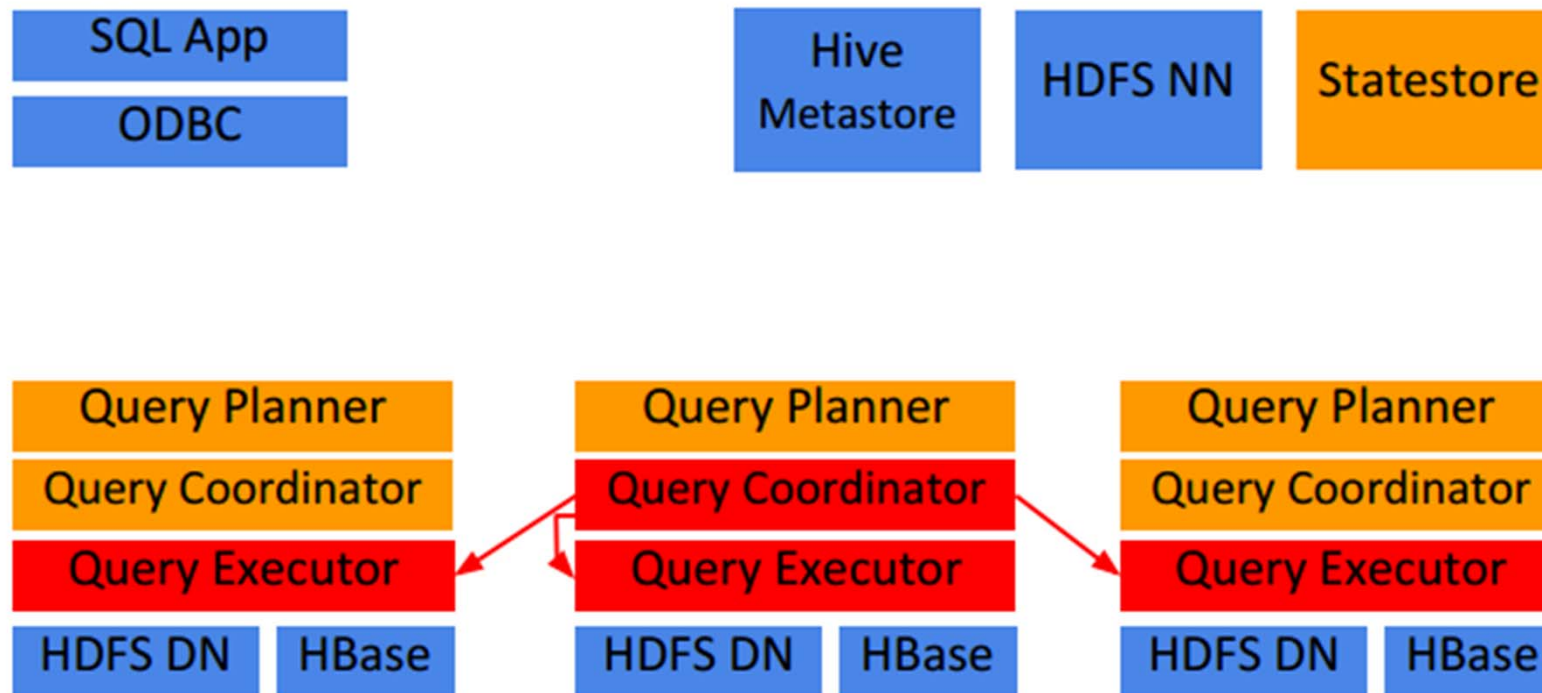 SQL App
ODBC
Hive
Metastore
HDFS NN
Statestore
Query Planner
Query Coordinator
Query Executor
HDFS DN
HBase
Query Planner
Query Coordinator
Query Executor
HDFS DN
HBase
Query Planner
Query Coordinator
Query Executor
HDFS DN
HBase